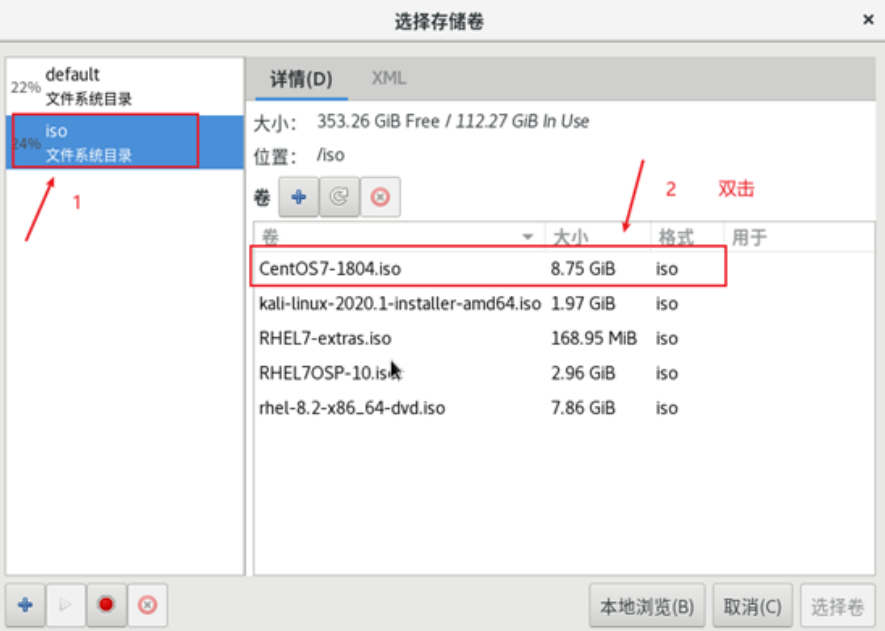 选择存储卷
×
22% default
文件系统目录
24% iso
文件系统目录
1
详情(D) XML
大小： 353.26 GiB Free / 112.27 GiB In Use
位置： /iso
卷
2 双击
卷 大小 格式 用于
CentOS7-1804.iso 8.75 GiB iso
kali-linux-2020.1-installer-amd64.iso 1.97 GiB iso
RHEL7-extras.iso 168.95 MiB iso
RHEL7OSP-10.iso 2.96 GiB iso
rhel-8.2-x86_64-dvd.iso 7.86 GiB iso
本地浏览(B) 取消(C) 选择卷